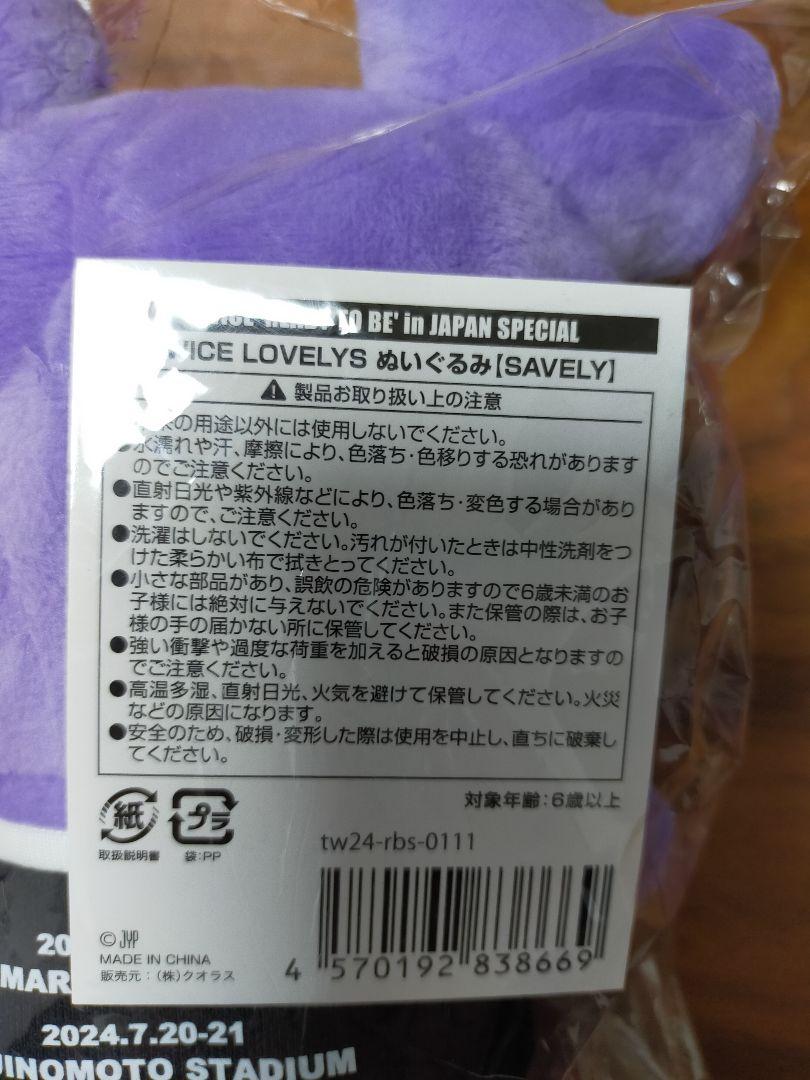 TO BE' in JAPAN SPECIAL
LOVELYS ぬいぐるみ【SAVELY】
製品お取り扱い上の注意
の用途以外には使用しないでください。
●水濡れや汗、摩擦により、色落ち・色移りする恐れがあります
のでご注意ください。
●直射日光や紫外線などにより、色落ち・変色する場合があり
ますので、ご注意ください。
●洗濯はしないでください。汚れが付いたときは中性洗剤をつ
けた柔らかい布で拭きとってください。
●小さな部品があり、誤飲の危険がありますので6歳未満のお
子様には絶対に与えないでください。また保管の際は、お子
様の手の届かない所に保管してください。
●強い衝撃や過度な荷重を加えると破損の原因となりますの
でご注意ください。
●高温多湿、直射日光、火気を避けて保管してください。火災
などの原因になります。
●安全のため、破損・変形した際は使用を中止し、直ちに破棄し
てください。
対象年齢：6歳以上
紙 プラ
取扱説明書 袋：PP
tw24-rbs-0111
© JYP
MADE IN CHINA
販売元：（株）クオラス
4 570192 838669
20
MAR
2024.7.20-21
JINOMOTO STADIUM